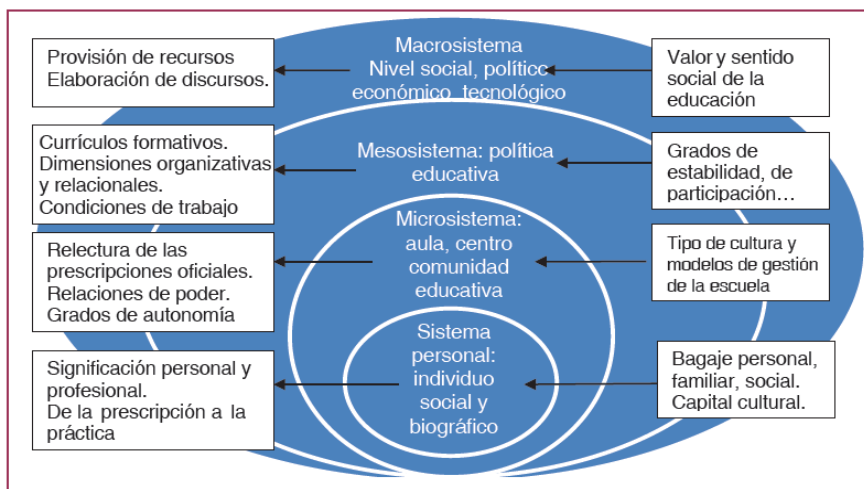 Provisión de recursos
Elaboración de discursos.
Macrosistema
Nivel social, político
económico, tecnológico
Valor y sentido
social de la
educación
Currículos formativos.
Dimensiones organizativas
y relacionales.
Condiciones de trabajo
Mesosistema: política
educativa
Grados de
estabilidad, de
participación…
Relectura de las
prescripciones oficiales.
Relaciones de poder.
Grados de autonomía
Microsistema:
aula, centro
comunidad
educativa
Tipo de cultura y
modelos de gestión
de la escuela
Significación personal y
profesional.
De la prescripción a la
práctica
Sistema
personal:
individuo
social y
biográfico
Bagaje personal,
familiar, social.
Capital cultural.